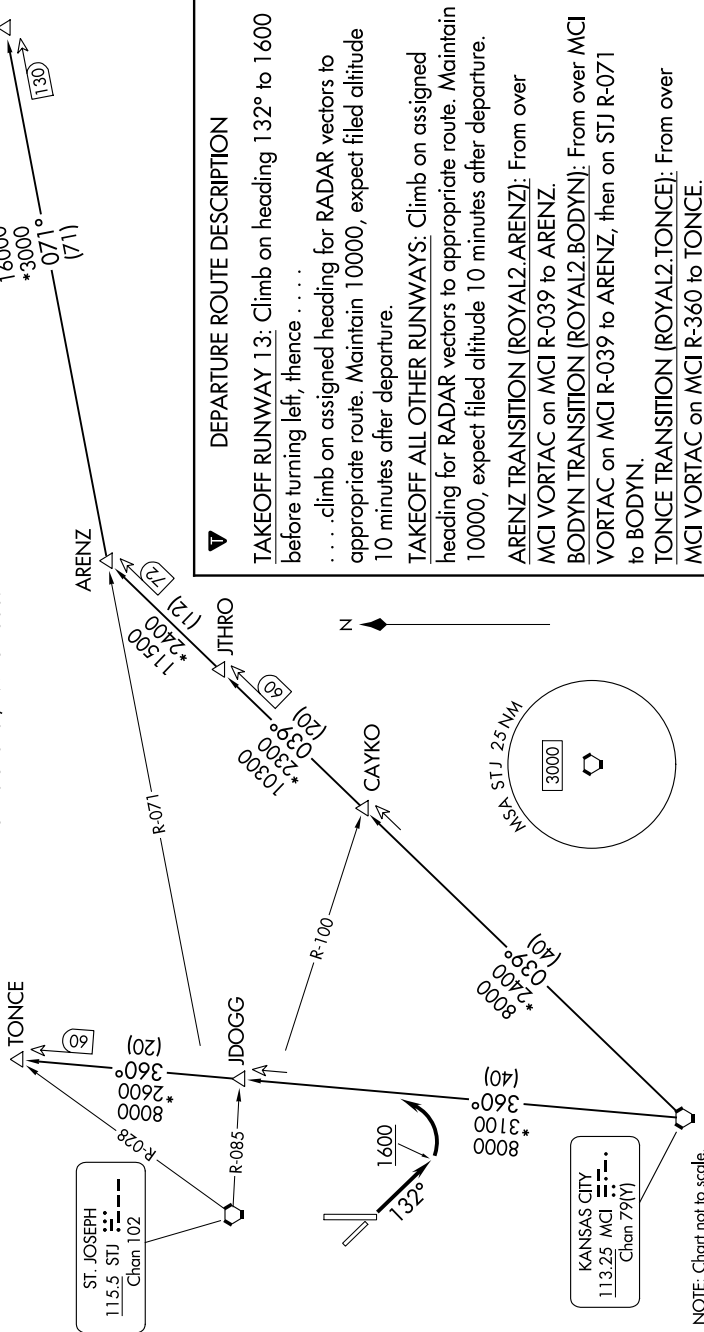 130
16000
*3000
071°
(71)
ARENZ
72
11500
*2400
(12)
JTHRO
60
10300
*2300
039°
(20)
CAYKO
R-071
R-100
8000
*2400
039°
(40)
TONCE
60
8000
*2600
360°
(20)
JDOGG
R-028
R-085
8000
*3100
360°
(40)
ST. JOSEPH
115.5 STJ
Chan 102
1600
132°
KANSAS CITY
113.25 MCI
Chan 79(Y)
NOTE: Chart not to scale.
N
MSA STJ 25 NM
3000
T
DEPARTURE ROUTE DESCRIPTION
TAKEOFF RUNWAY 13: Climb on heading 132° to 1600
before turning left, thence . . . .
. . . .climb on assigned heading for RADAR vectors to
appropriate route. Maintain 10000, expect filed altitude
10 minutes after departure.
TAKEOFF ALL OTHER RUNWAYS: Climb on assigned
heading for RADAR vectors to appropriate route. Maintain
10000, expect filed altitude 10 minutes after departure.
ARENZ TRANSITION (ROYAL2.ARENZ): From over
MCI VORTAC on MCI R-039 to ARENZ.
BODYN TRANSITION (ROYAL2.BODYN): From over MCI
VORTAC on MCI R-039 to ARENZ, then on STJ R-071
to BODYN.
TONCE TRANSITION (ROYAL2.TONCE): From over
MCI VORTAC on MCI R-360 to TONCE.